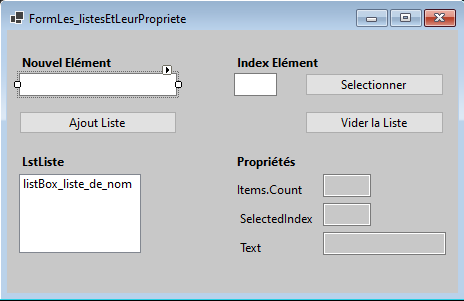 FormLes_listesEtLeurPropriete
Nouvel Elément
Index Elément
Selectionner
Ajout Liste
Vider la Liste
LstListe
Propriétés
listBox_liste_de_nom
Items.Count
SelectedIndex
Text